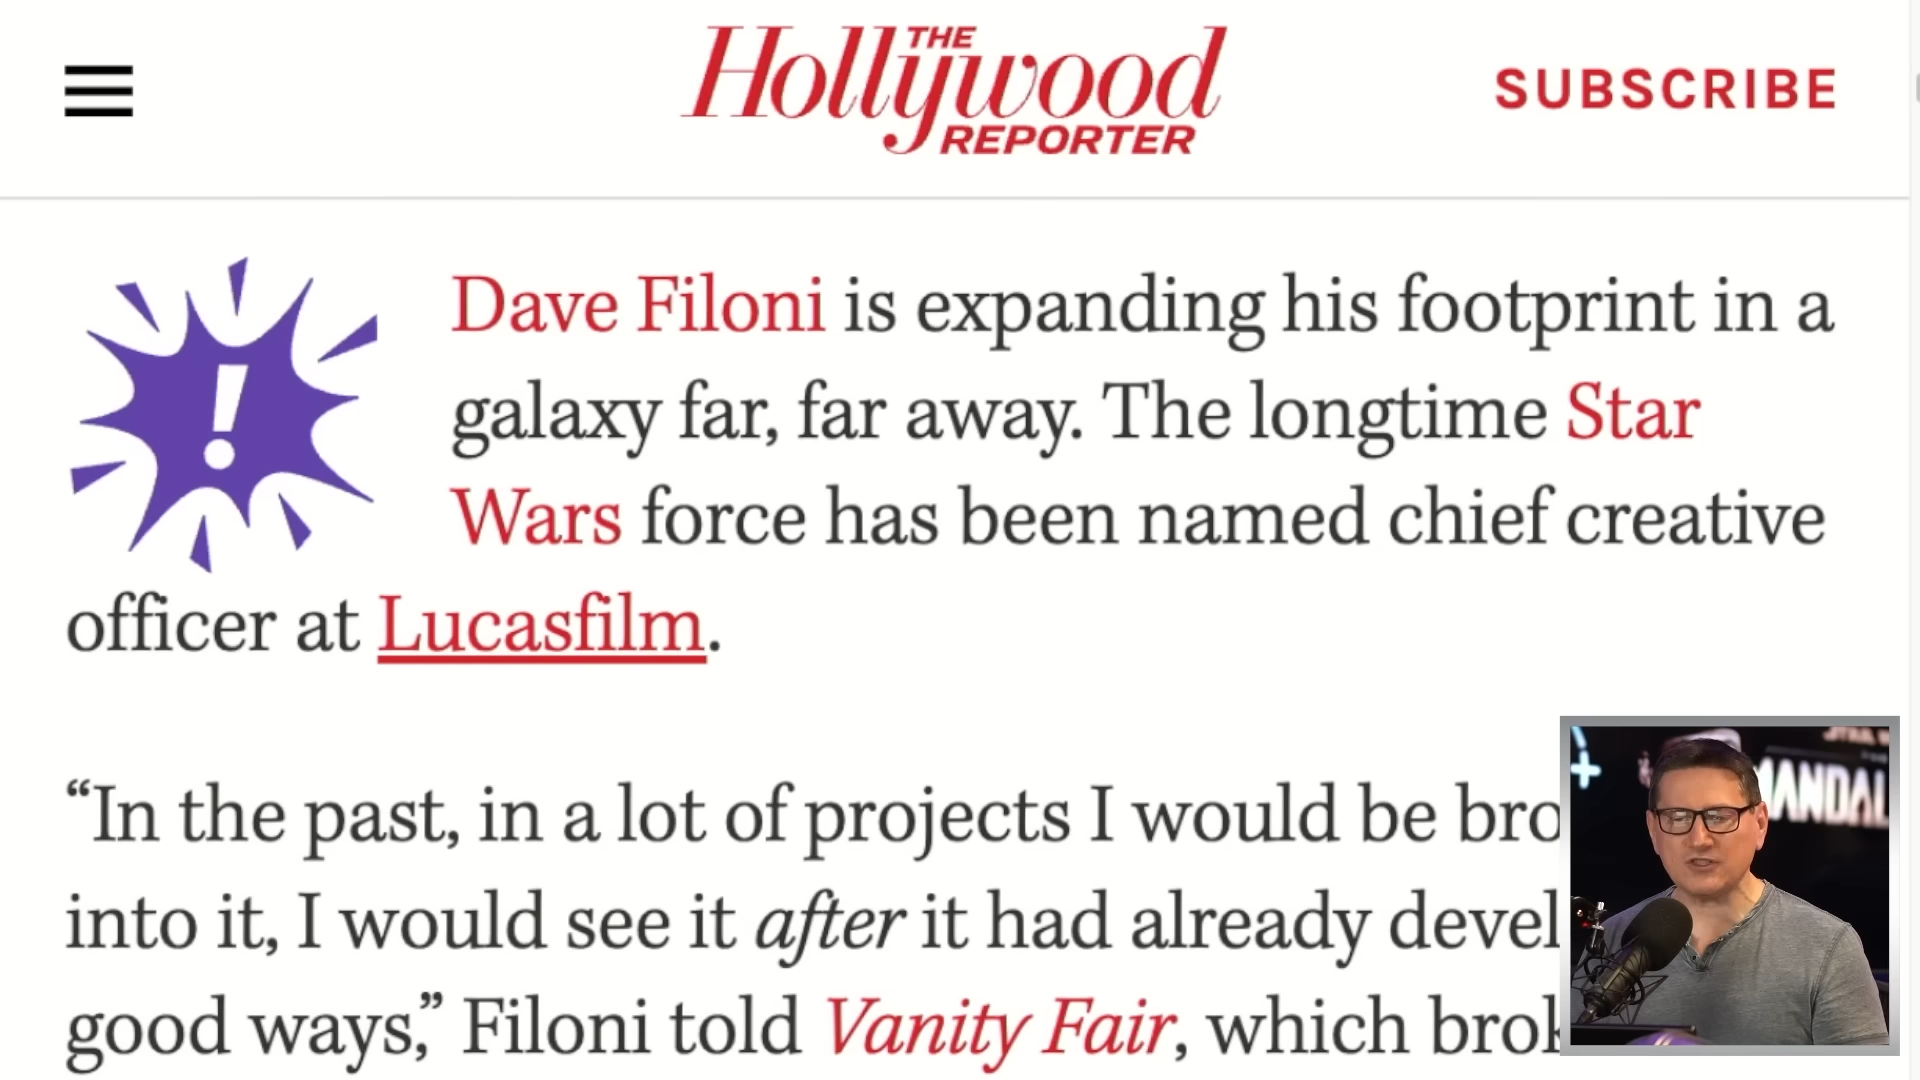 THE
Hollywood
REPORTER
SUBSCRIBE
!
Dave Filoni is expanding his footprint in a
galaxy far, far away. The longtime Star
Wars force has been named chief creative
officer at Lucasfilm.
“In the past, in a lot of projects I would be bro
into it, I would see it after it had already devel
good ways,” Filoni told Vanity Fair, which brok
MANDAL